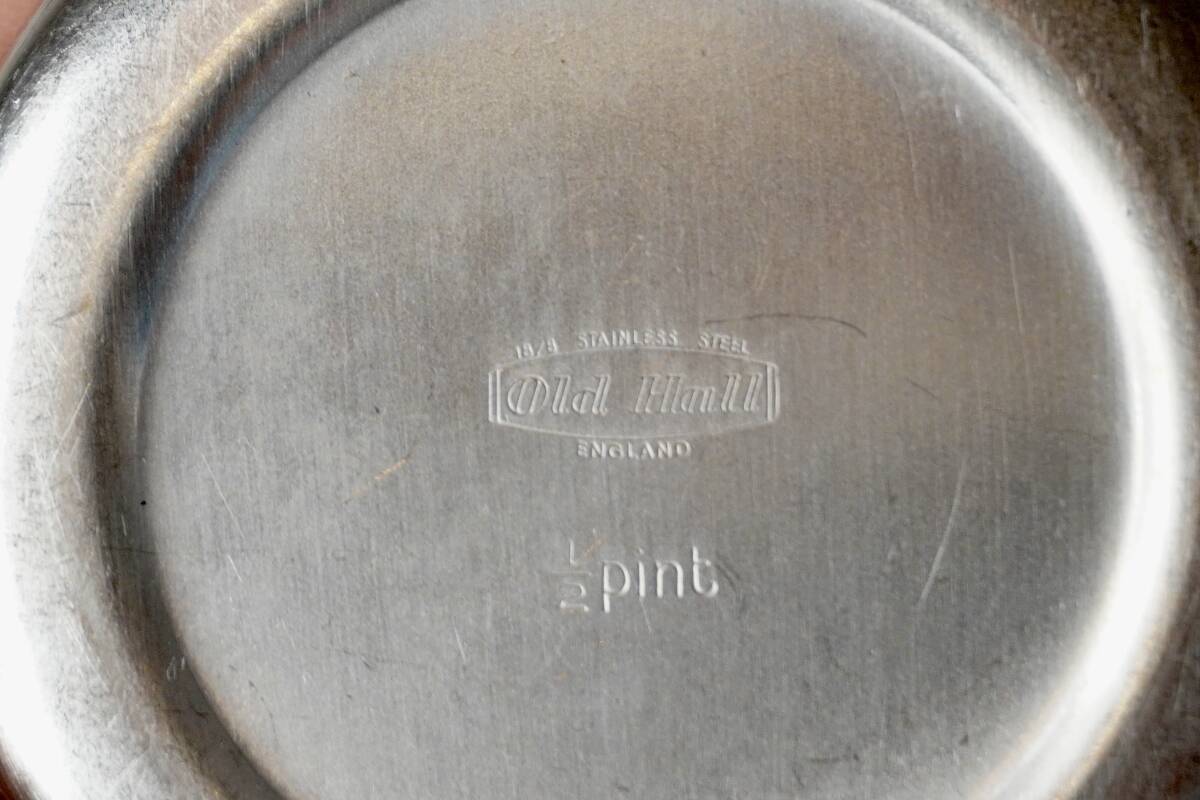 18/8 STAINLESS STEEL
Old Hall
ENGLAND
½ pint